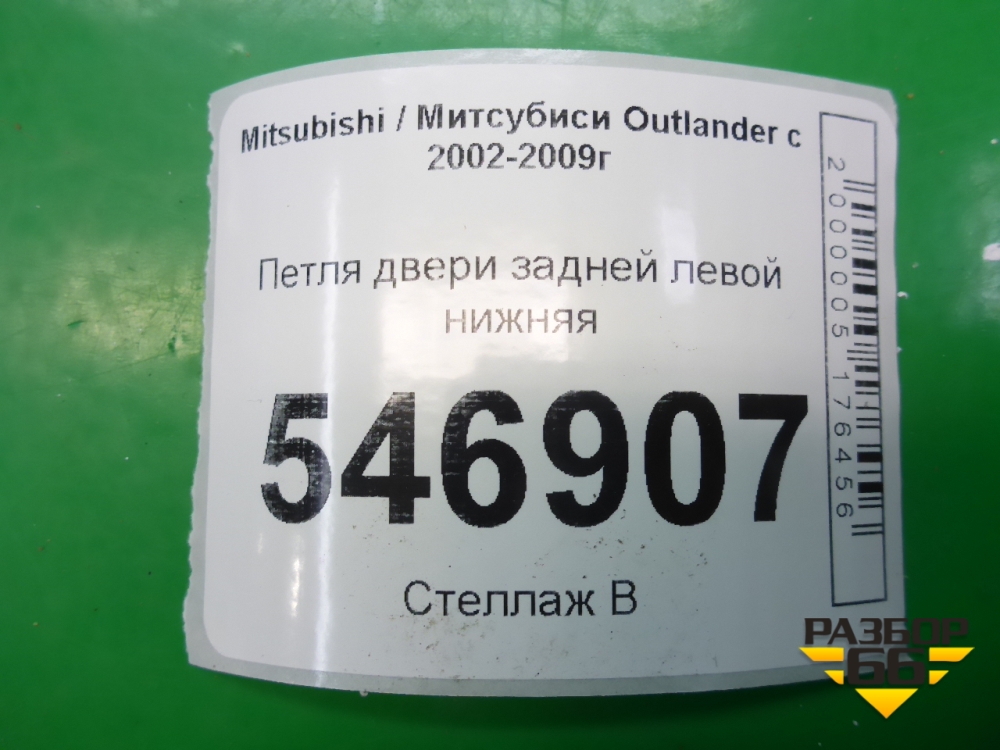 Mitsubishi / Митсубиси Outlander с
2002-2009г
Петля двери задней левой
нижняя
546907
Стеллаж В
2000005176456
РАЗБОР
66